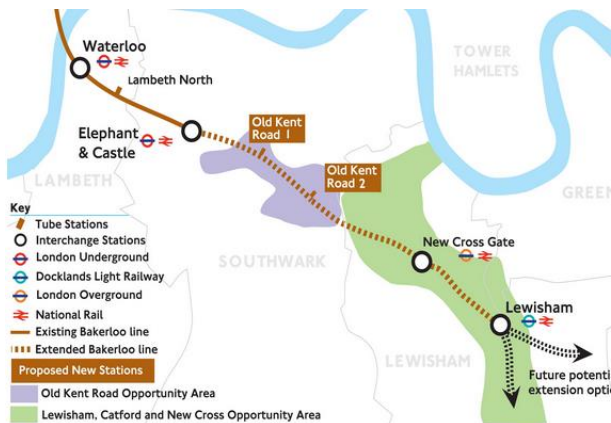 Waterloo
Lambeth North
TOWER
HAMLETS
Elephant
& Castle
Old Kent
Road 1
Old Kent
Road 2
LAMBETH
GREEN
Key
Tube Stations
Interchange Stations
London Underground
Docklands Light Railway
London Overground
National Rail
Existing Bakerloo line
Extended Bakerloo line
Proposed New Stations
Old Kent Road Opportunity Area
Lewisham, Catford and New Cross Opportunity Area
SOUTHWARK
New Cross Gate
Lewisham
LEWISHAM
Future potenti
extension optio